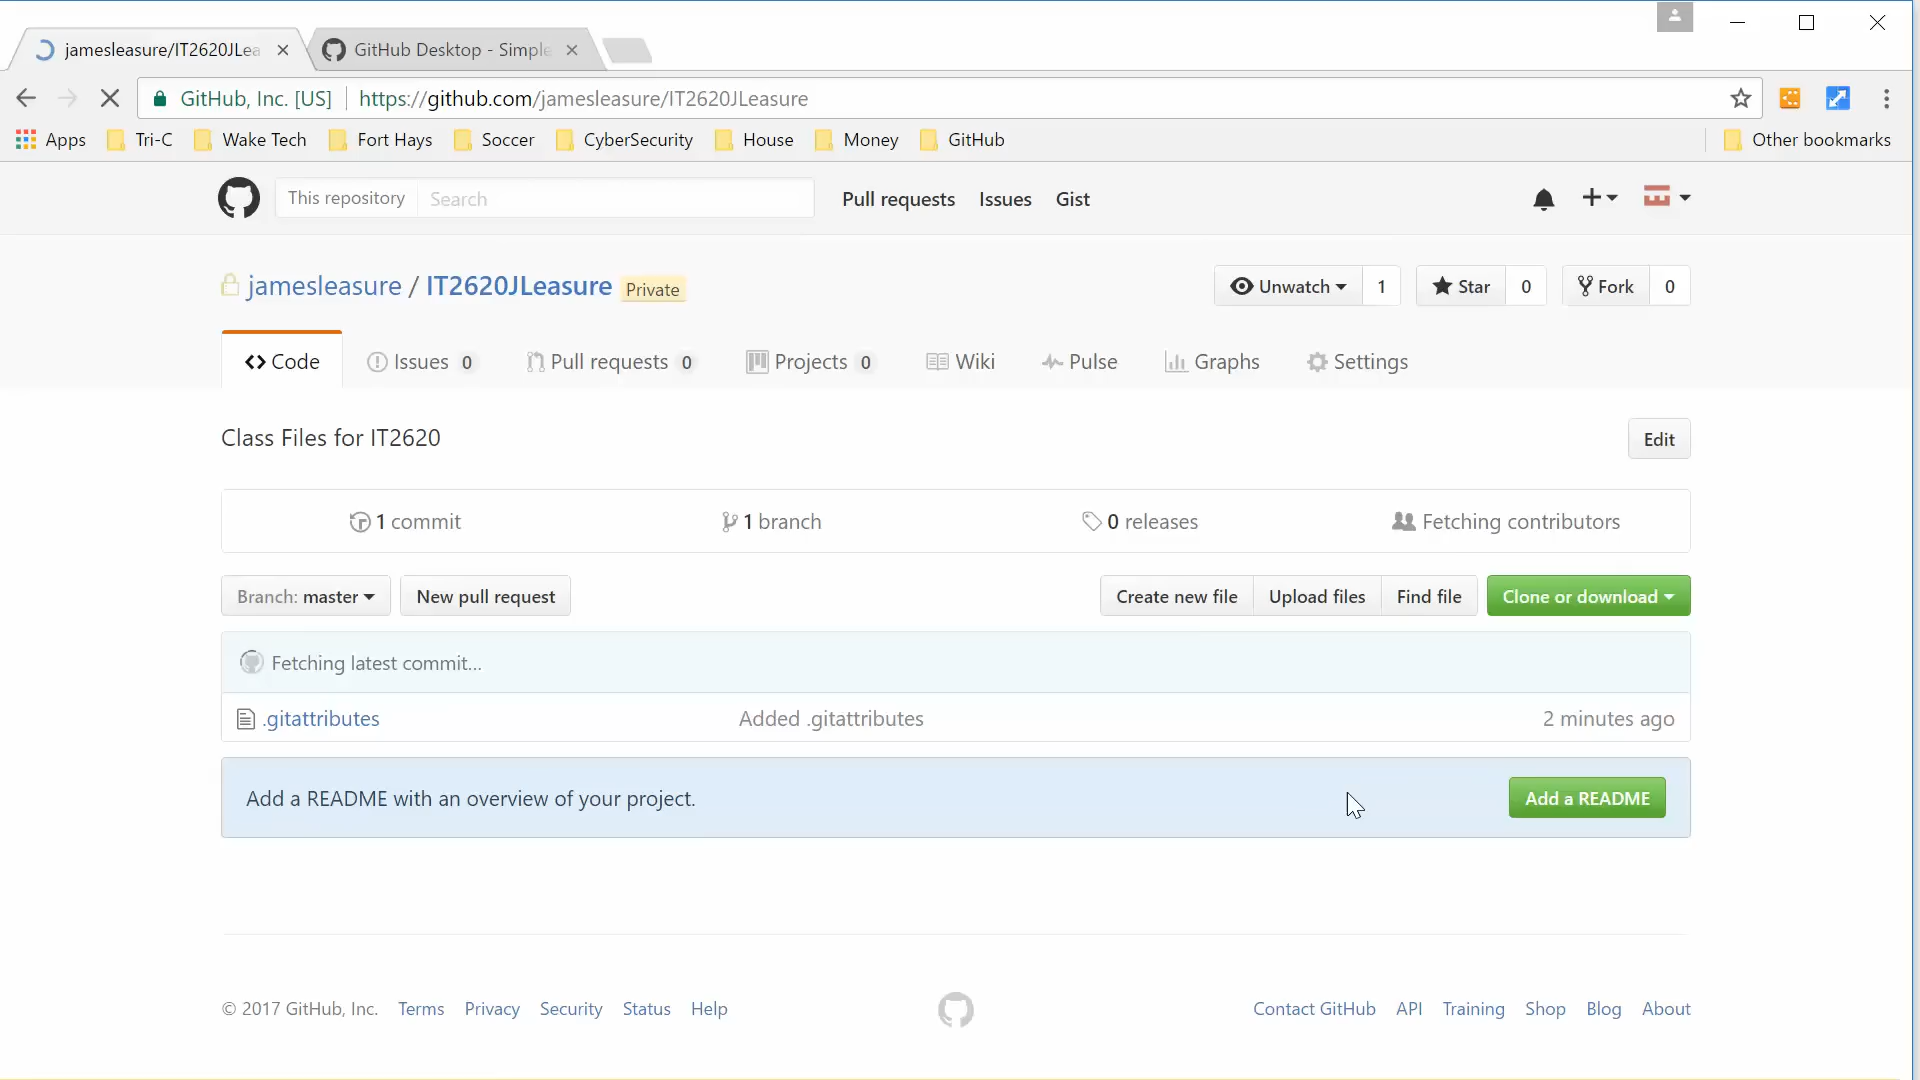 jamesleasure/IT2620JLea
GitHub Desktop - Simple
GitHub, Inc. [US] https://github.com/jamesleasure/IT2620JLeasure
Apps Tri-C Wake Tech Fort Hays Soccer CyberSecurity House Money GitHub Other bookmarks
This repository Search Pull requests Issues Gist
jamesleasure / IT2620JLeasure Private Unwatch 1 Star 0 Fork 0
Code Issues 0 Pull requests 0 Projects 0 Wiki Pulse Graphs Settings
Class Files for IT2620 Edit
1 commit 1 branch 0 releases Fetching contributors
Branch: master New pull request Create new file Upload files Find file Clone or download
Fetching latest commit...
.gitattributes Added .gitattributes 2 minutes ago
Add a README with an overview of your project. Add a README
© 2017 GitHub, Inc. Terms Privacy Security Status Help Contact GitHub API Training Shop Blog About